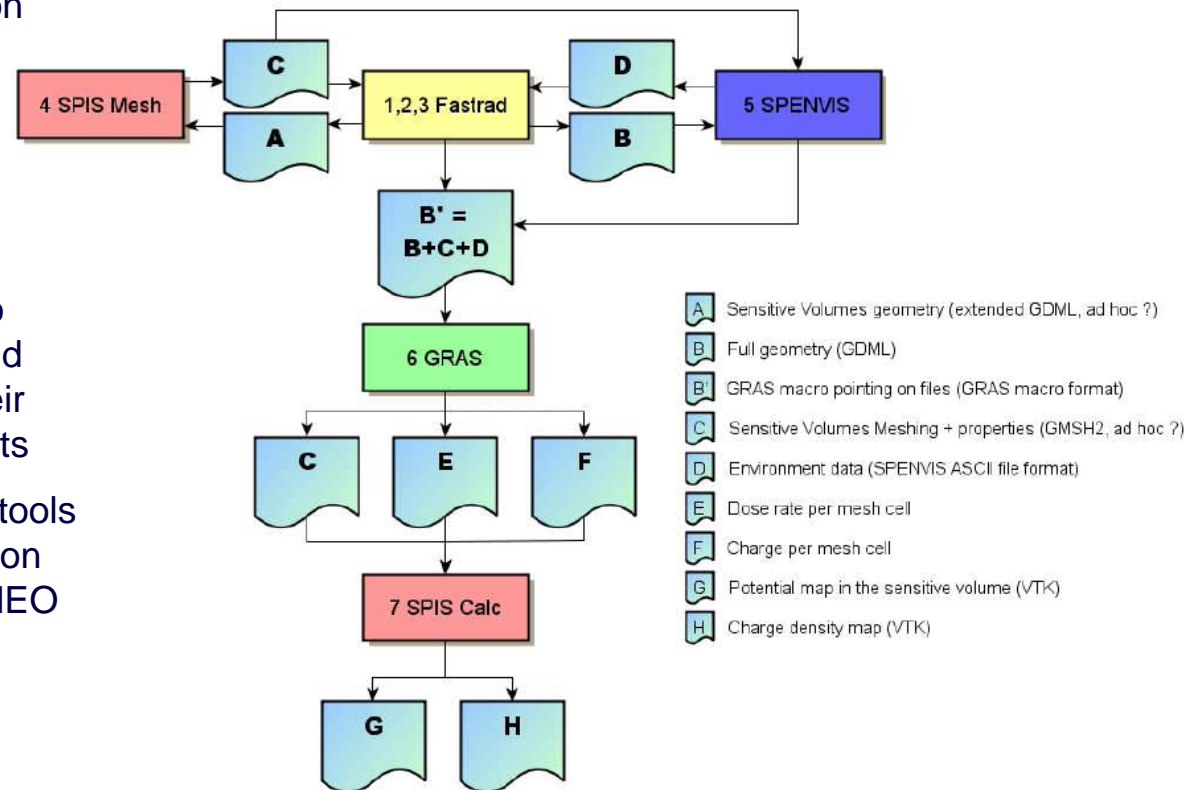 on
C
D
4 SPIS Mesh
1,2,3 Fastrad
5 SPENVIS
A
B
B' =
B+C+D
6 GRAS
C
E
F
7 SPIS Calc
G
H
d
eir
ts
tools
on
NEO
A Sensitive Volumes geometry (extended GDML, ad hoc ?)
B Full geometry (GDML)
B' GRAS macro pointing on files (GRAS macro format)
C Sensitive Volumes Meshing + properties (GMSH2, ad hoc ?)
D Environment data (SPENVIS ASCII file format)
E Dose rate per mesh cell
F Charge per mesh cell
G Potential map in the sensitive volume (VTK)
H Charge density map (VTK)